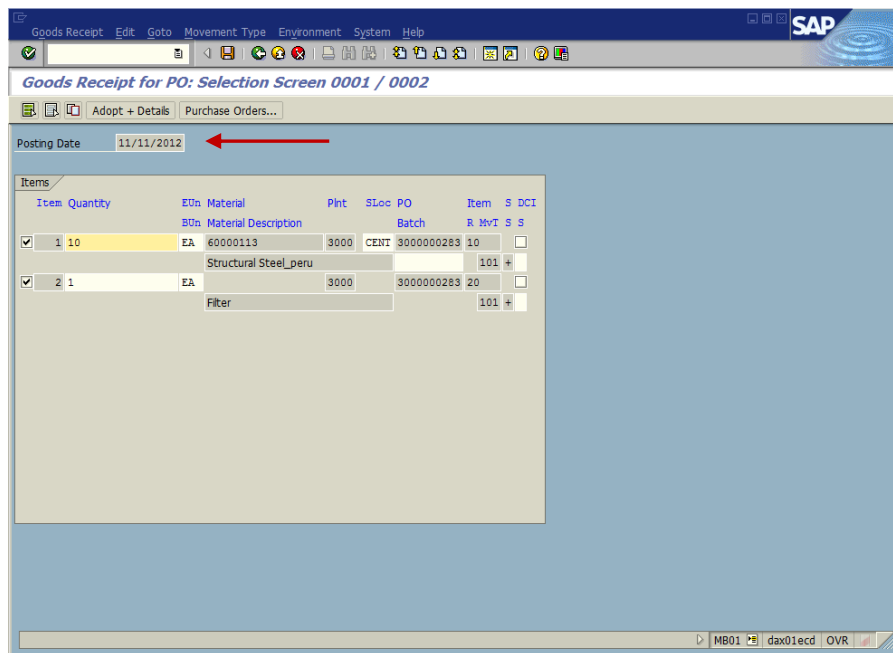 Goods Receipt Edit Goto Movement Type Environment System Help
SAP
Goods Receipt for PO: Selection Screen 0001 / 0002
Adopt + Details Purchase Orders...
Posting Date 11/11/2012
Items
Item Quantity EUn Material Plnt SLoc PO Item S DCI
BUn Material Description Batch R MvT S S
1 10 EA 60000113 3000 CENT 3000000283 10
Structural Steel_peru 101 +
2 1 EA 3000 3000000283 20
Filter 101 +
MB01 dax01ecd OVR